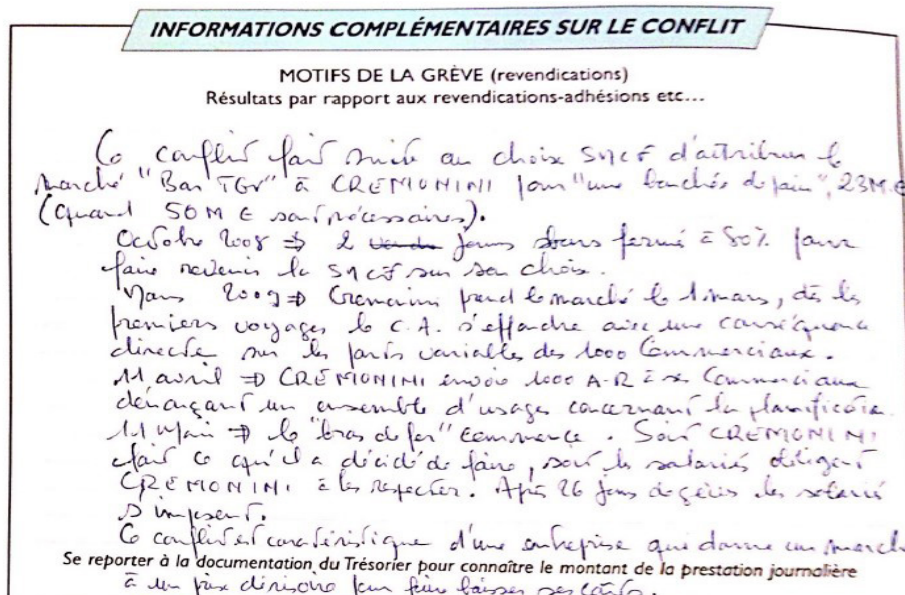 INFORMATIONS COMPLÉMENTAIRES SUR LE CONFLIT
MOTIFS DE LA GRÈVE (revendications)
Résultats par rapport aux revendications-adhésions etc...
Ce conflit fait suite au choix SNCF d'attribuer le
marché "Bar TGV" à CREMONINI pour "une bouchée de pain", 23M.€
(quand 50 M € sont nécessaires).
Octobre 2008 ⇒ 2 jours bars fermé à 80% pour
faire revenir la SNCF sur son choix.
Mars 2009 ⇒ Cremonini prend le marché le 1 mars, dès les
premiers voyages le C.A. s'effondre avec une conséquence
directe sur les parts variables des 1000 Commerciaux.
11 avril ⇒ CREMONINI envoie 1000 A-R à ses Commerciaux
dénonçant un ensemble d'usages concernant la planification
11 Mai ⇒ le "bras de fer" commence. Soit CREMONINI
fait ce qu'il a décidé de faire, soit les salariés obligent
CREMONINI à les respecter. Après 26 jours de grève les salarié
s'imposent.
Ce conflit est caractéristique d'une entreprise qui donne un march
Se reporter à la documentation du Trésorier pour connaître le montant de la prestation journalière
à un prix dérisoire pour faire baisser ses coûts.